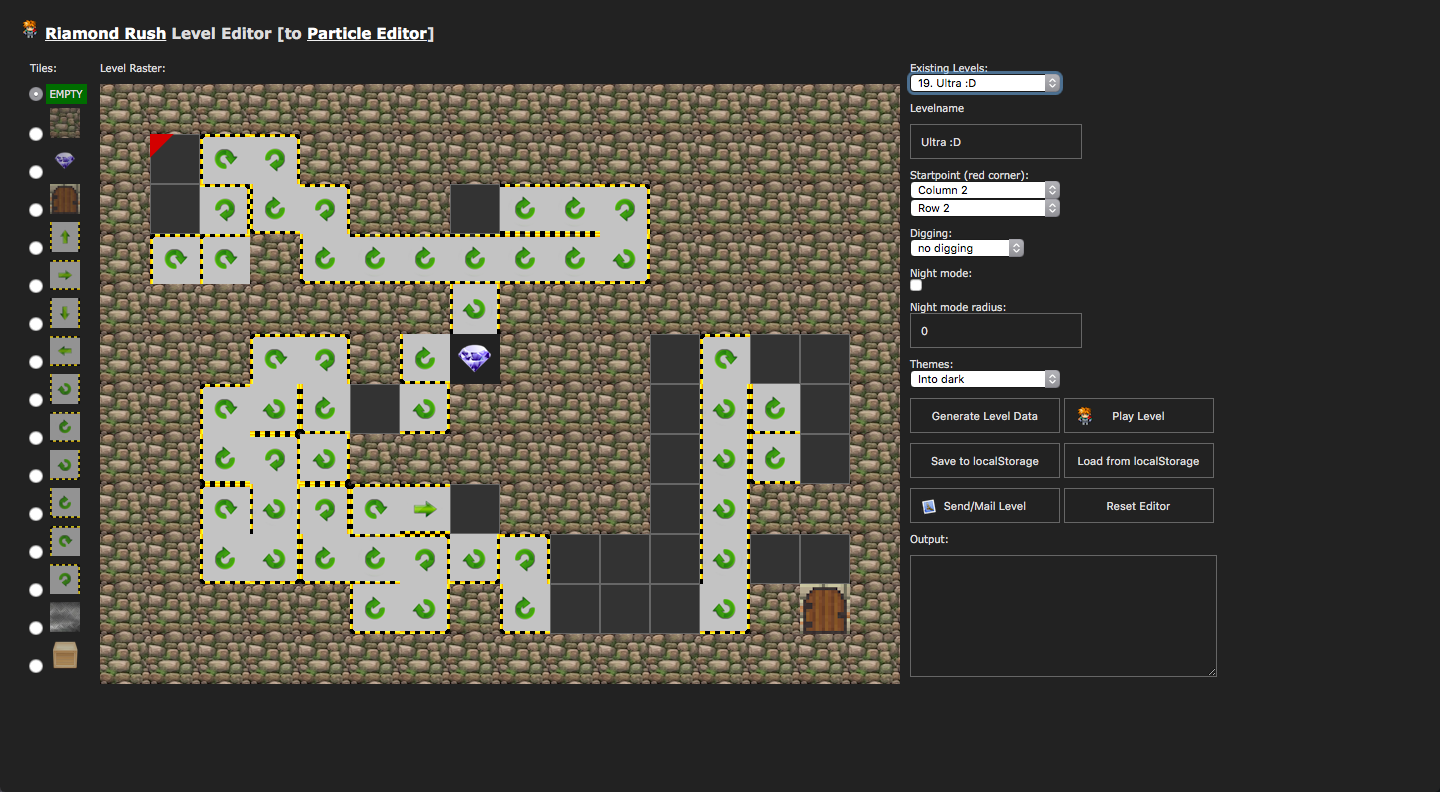 Riamond Rush Level Editor [to Particle Editor]
Tiles:
Level Raster:
EMPTY
Existing Levels:
19. Ultra :D
Levelname
Ultra :D
Startpoint (red corner):
Column 2
Row 2
Digging:
no digging
Night mode:
Night mode radius:
0
Themes:
Into dark
Generate Level Data
Play Level
Save to localStorage
Load from localStorage
Send/Mail Level
Reset Editor
Output: